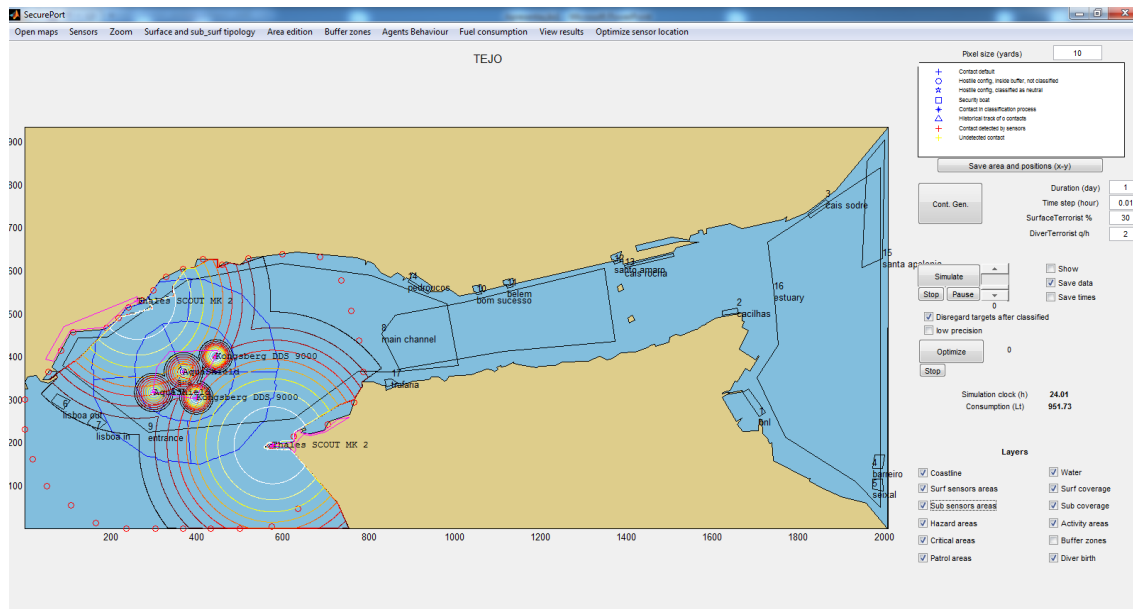 SecurePort
Open maps Sensors Zoom Surface and sub_surf tipology Area edition Buffer zones Agents Behaviour Fuel consumption View results Optimize sensor location
TEJO
Pixel size (yards) 10
Contact default
Hostile config, inside buffer, not classified
Hostile config, classified as neutral
Security boat
Contact in classification process
Historical track of o contacts
Contact detected by sensors
Undetected contact
Save area and positions (x-y)
Cont. Gen.
Duration (day) 1
Time step (hour) 0.01
SurfaceTerrorist % 30
DiverTerrorist q/h 2
Simulate
Stop Pause
Show
Save data
Save times
Disregard targets after classified
low precision
Optimize 0
Stop
Simulation clock (h) 24.01
Consumption (Lt) 951.73
Layers
Coastline Water
Surf sensors areas Surf coverage
Sub sensors areas Sub coverage
Hazard areas Activity areas
Critical areas Buffer zones
Patrol areas 0 Diver birth
900
800
700
600
500
400
300
200
100
200 400 600 800 1000 1200 1400 1600 1800 2000
3
cais sodre
15
santa apolonia
13
santo amaro
cais rocha
14
pedroucos
10
bom sucesso
belem
16
estuary
2
cacilhas
8
main channel
17
trafaria
Thales SCOUT MK 2
Kongsberg DDS 9000
AquaShield
AquaShield
Kongsberg DDS 9000
6
lisboa out
7
lisboa in
9
entrance
Thales SCOUT MK 2
1
bnl
4
barreiro
5
seixal